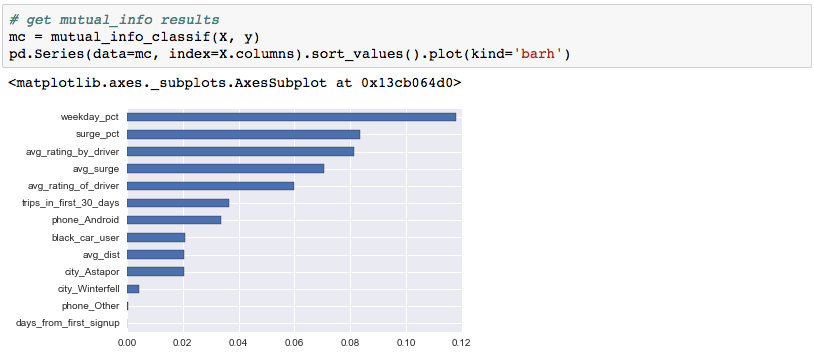 # get mutual_info results
mc = mutual_info_classif(X, y)
pd.Series(data=mc, index=X.columns).sort_values().plot(kind='barh')
<matplotlib.axes._subplots.AxesSubplot at 0x13cb064d0>
weekday_pct
surge_pct
avg_rating_by_driver
avg_surge
avg_rating_of_driver
trips_in_first_30_days
phone_Android
black_car_user
avg_dist
city_Astapor
city_Winterfell
phone_Other
days_from_first_signup
0.00 0.02 0.04 0.06 0.08 0.10 0.12